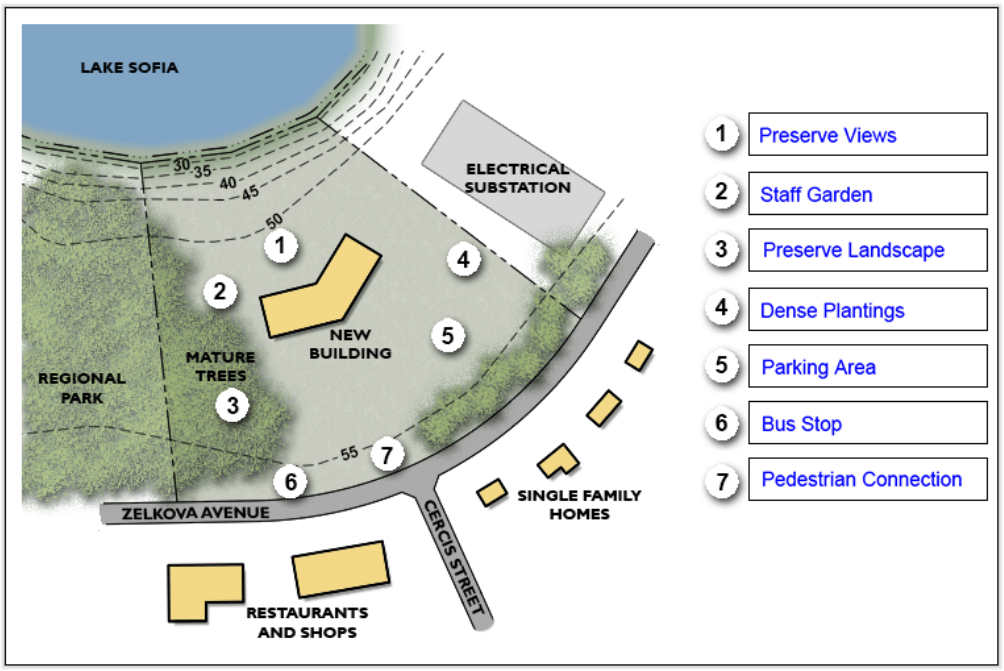 LAKE SOFIA
30
35
40
45
50
ELECTRICAL
SUBSTATION
1
2
3
4
5
6
7
NEW
BUILDING
MATURE
TREES
REGIONAL
PARK
55
ZELKOVA AVENUE
CERCIS STREET
SINGLE FAMILY
HOMES
RESTAURANTS
AND SHOPS
1 Preserve Views
2 Staff Garden
3 Preserve Landscape
4 Dense Plantings
5 Parking Area
6 Bus Stop
7 Pedestrian Connection